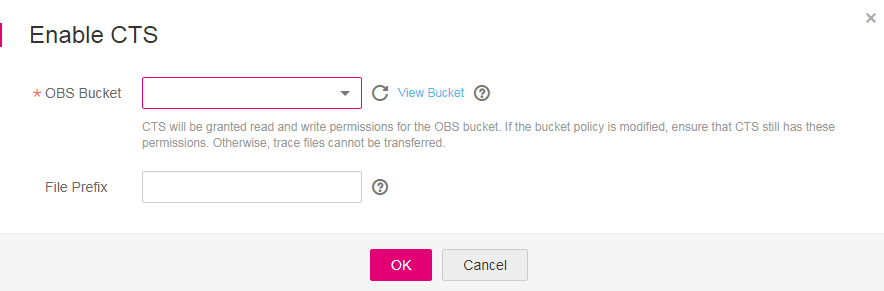 Enable CTS
* OBS Bucket
View Bucket
CTS will be granted read and write permissions for the OBS bucket. If the bucket policy is modified, ensure that CTS still has these
permissions. Otherwise, trace files cannot be transferred.
File Prefix
OK
Cancel